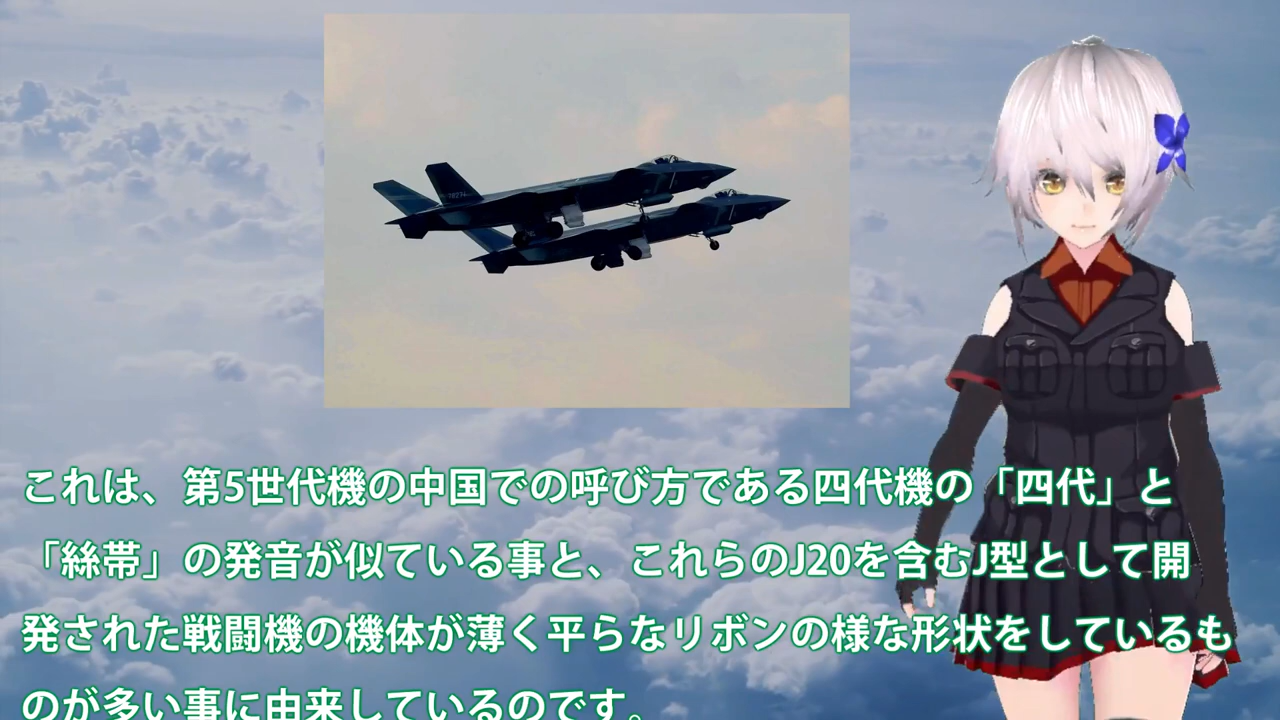 78274
これは、第5世代機の中国での呼び方である四代機の「四代」と
「絲帯」の発音が似ている事と、これらのJ20を含むJ型として開
発された戦闘機の機体が薄く平らなリボンの様な形状をしているも
のが多い事に由来しているのです。